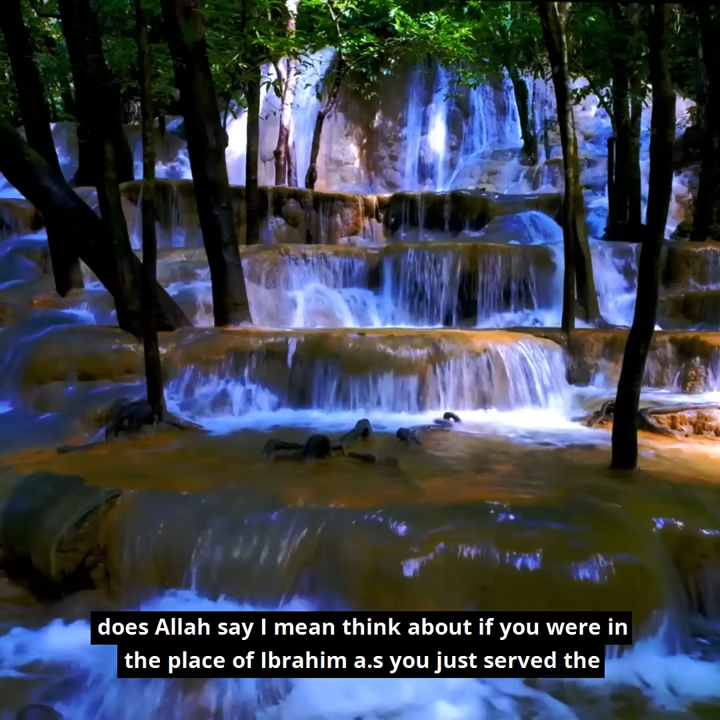 does Allah say I mean think about if you were in
the place of Ibrahim a.s you just served the